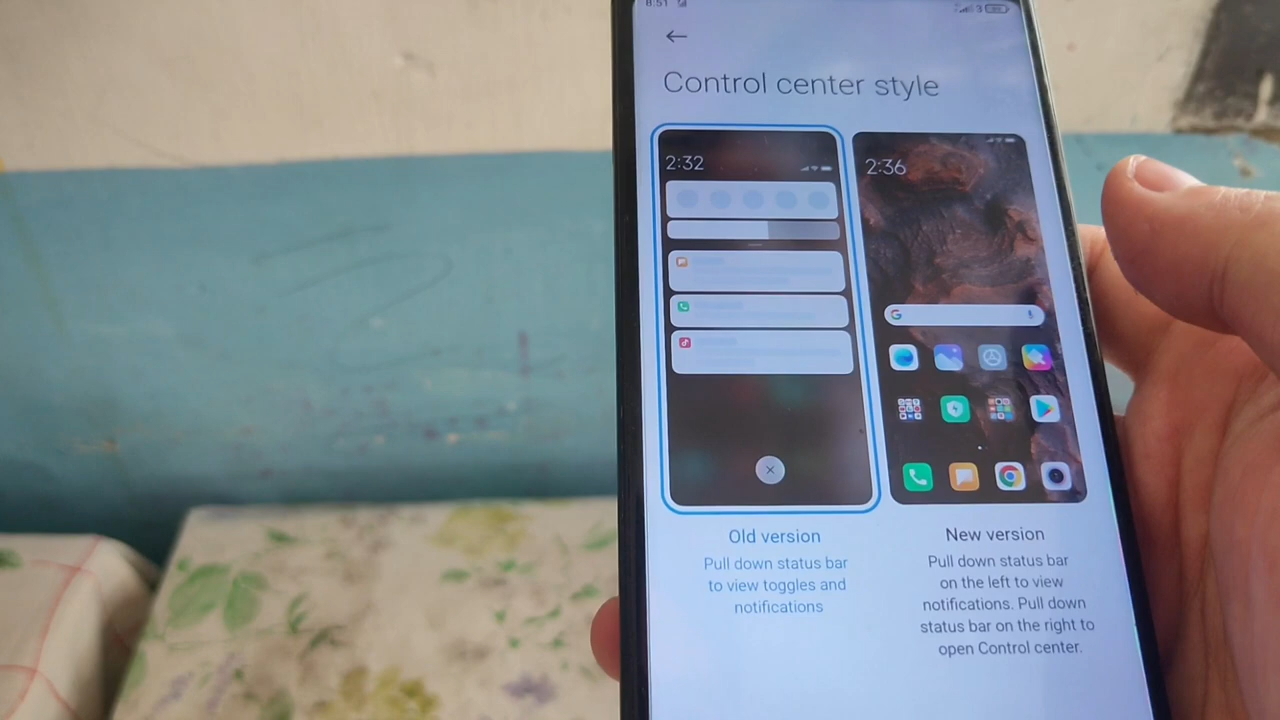 8:51
Control center style
2:32
2:36
Old version
Pull down status bar
to view toggles and
notifications
New version
Pull down status bar
on the left to view
notifications. Pull down
status bar on the right to
open Control center.